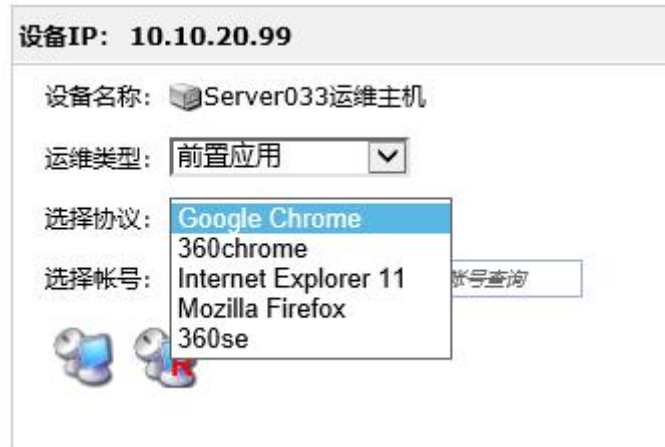 设备IP: 10.10.20.99
设备名称: Server033运维主机
运维类型: 前置应用
选择协议: Google Chrome
360chrome
选择帐号: Internet Explorer 11 帐号查询
Mozilla Firefox
360se
R